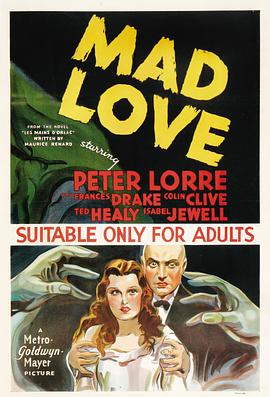 MAD
LOVE
FROM THE NOVEL
"LES MAINS D'ORLAC"
WRITTEN BY
MAURICE RENARD
starring
PETER LORRE
FRANCES DRAKE COLIN CLIVE
TED HEALY ISABEL JEWELL
SUITABLE ONLY FOR ADULTS
A
Metro-
Goldwyn-
Mayer
PICTURE